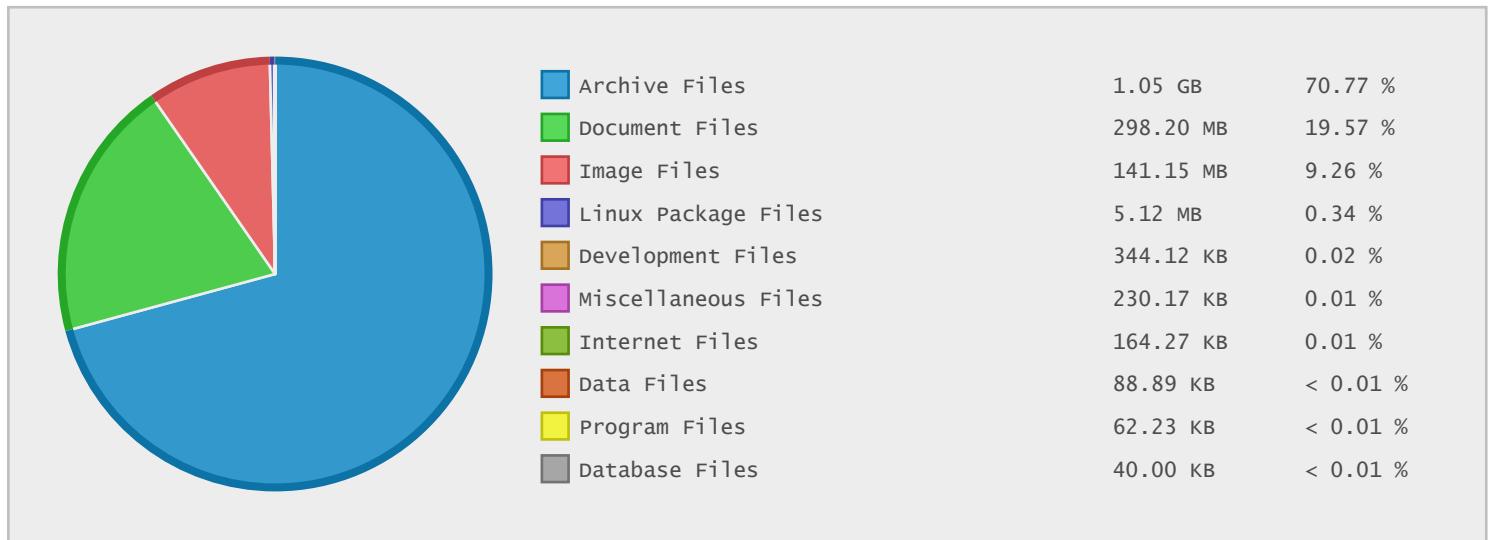 Archive Files 1.05 GB 70.77 %
Document Files 298.20 MB 19.57 %
Image Files 141.15 MB 9.26 %
Linux Package Files 5.12 MB 0.34 %
Development Files 344.12 KB 0.02 %
Miscellaneous Files 230.17 KB 0.01 %
Internet Files 164.27 KB 0.01 %
Data Files 88.89 KB < 0.01 %
Program Files 62.23 KB < 0.01 %
Database Files 40.00 KB < 0.01 %